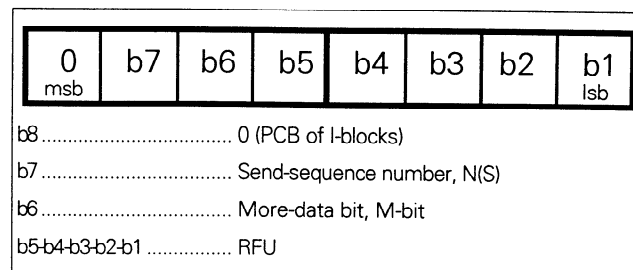 0 b7 b6 b5 b4 b3 b2 b1
msb lsb
b8 ................................. 0 (PCB of I-blocks)
b7 ................................. Send-sequence number, N(S)
b6 ................................. More-data bit, M-bit
b5-b4-b3-b2-b1 ............... RFU